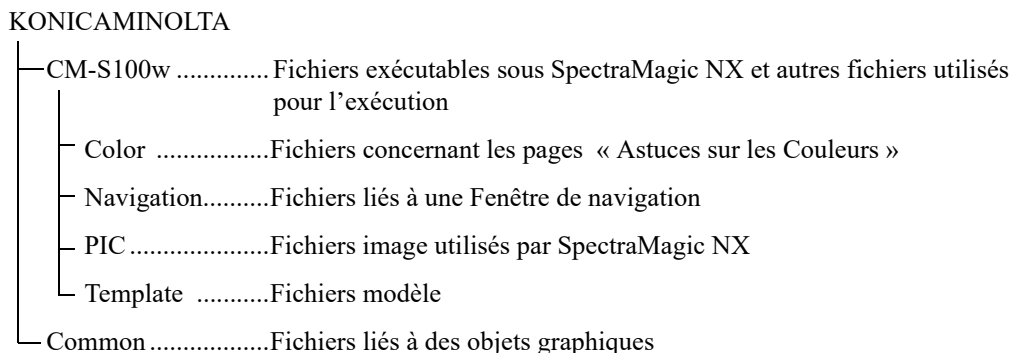 KONICAMINOLTA
CM-S100w .............. Fichiers exécutables sous SpectraMagic NX et autres fichiers utilisés
pour l’exécution
Color .................Fichiers concernant les pages « Astuces sur les Couleurs »
Navigation..........Fichiers liés à une Fenêtre de navigation
PIC ....................Fichiers image utilisés par SpectraMagic NX
Template ...........Fichiers modèle
Common .................Fichiers liés à des objets graphiques